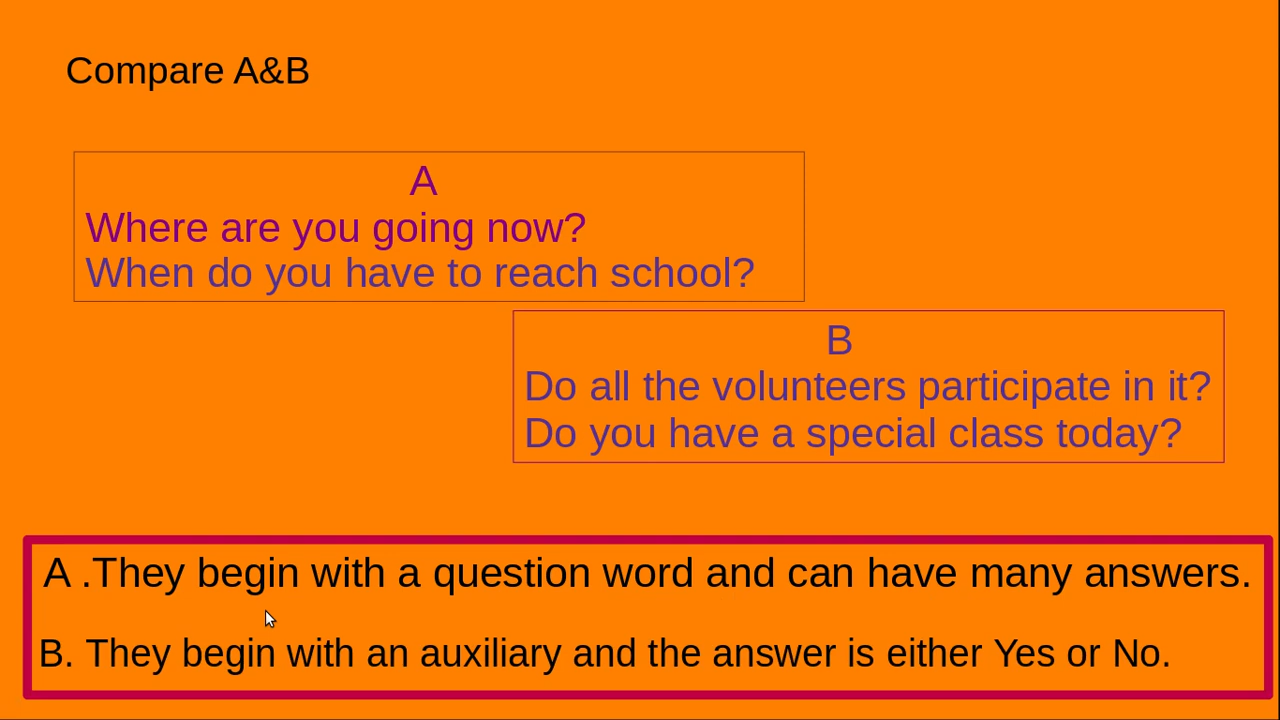 Compare A&B
A
Where are you going now?
When do you have to reach school?
B
Do all the volunteers participate in it?
Do you have a special class today?
A .They begin with a question word and can have many answers.
B. They begin with an auxiliary and the answer is either Yes or No.